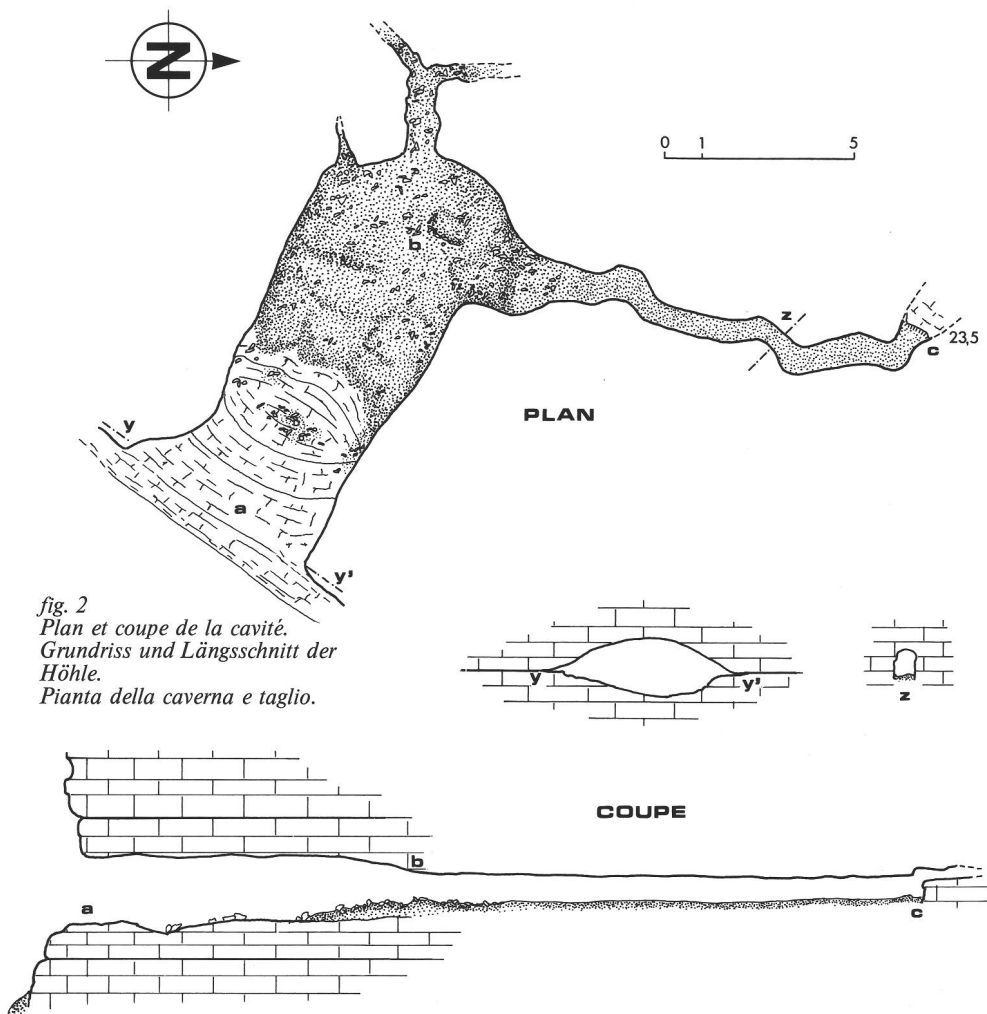 N
0 1 5
b
z
c
23,5
PLAN
y
a
y'
fig. 2
Plan et coupe de la cavité.
Grundriss und Längsschnitt der
Höhle.
Pianta della caverna e taglio.
y y'
z
COUPE
b
a
c